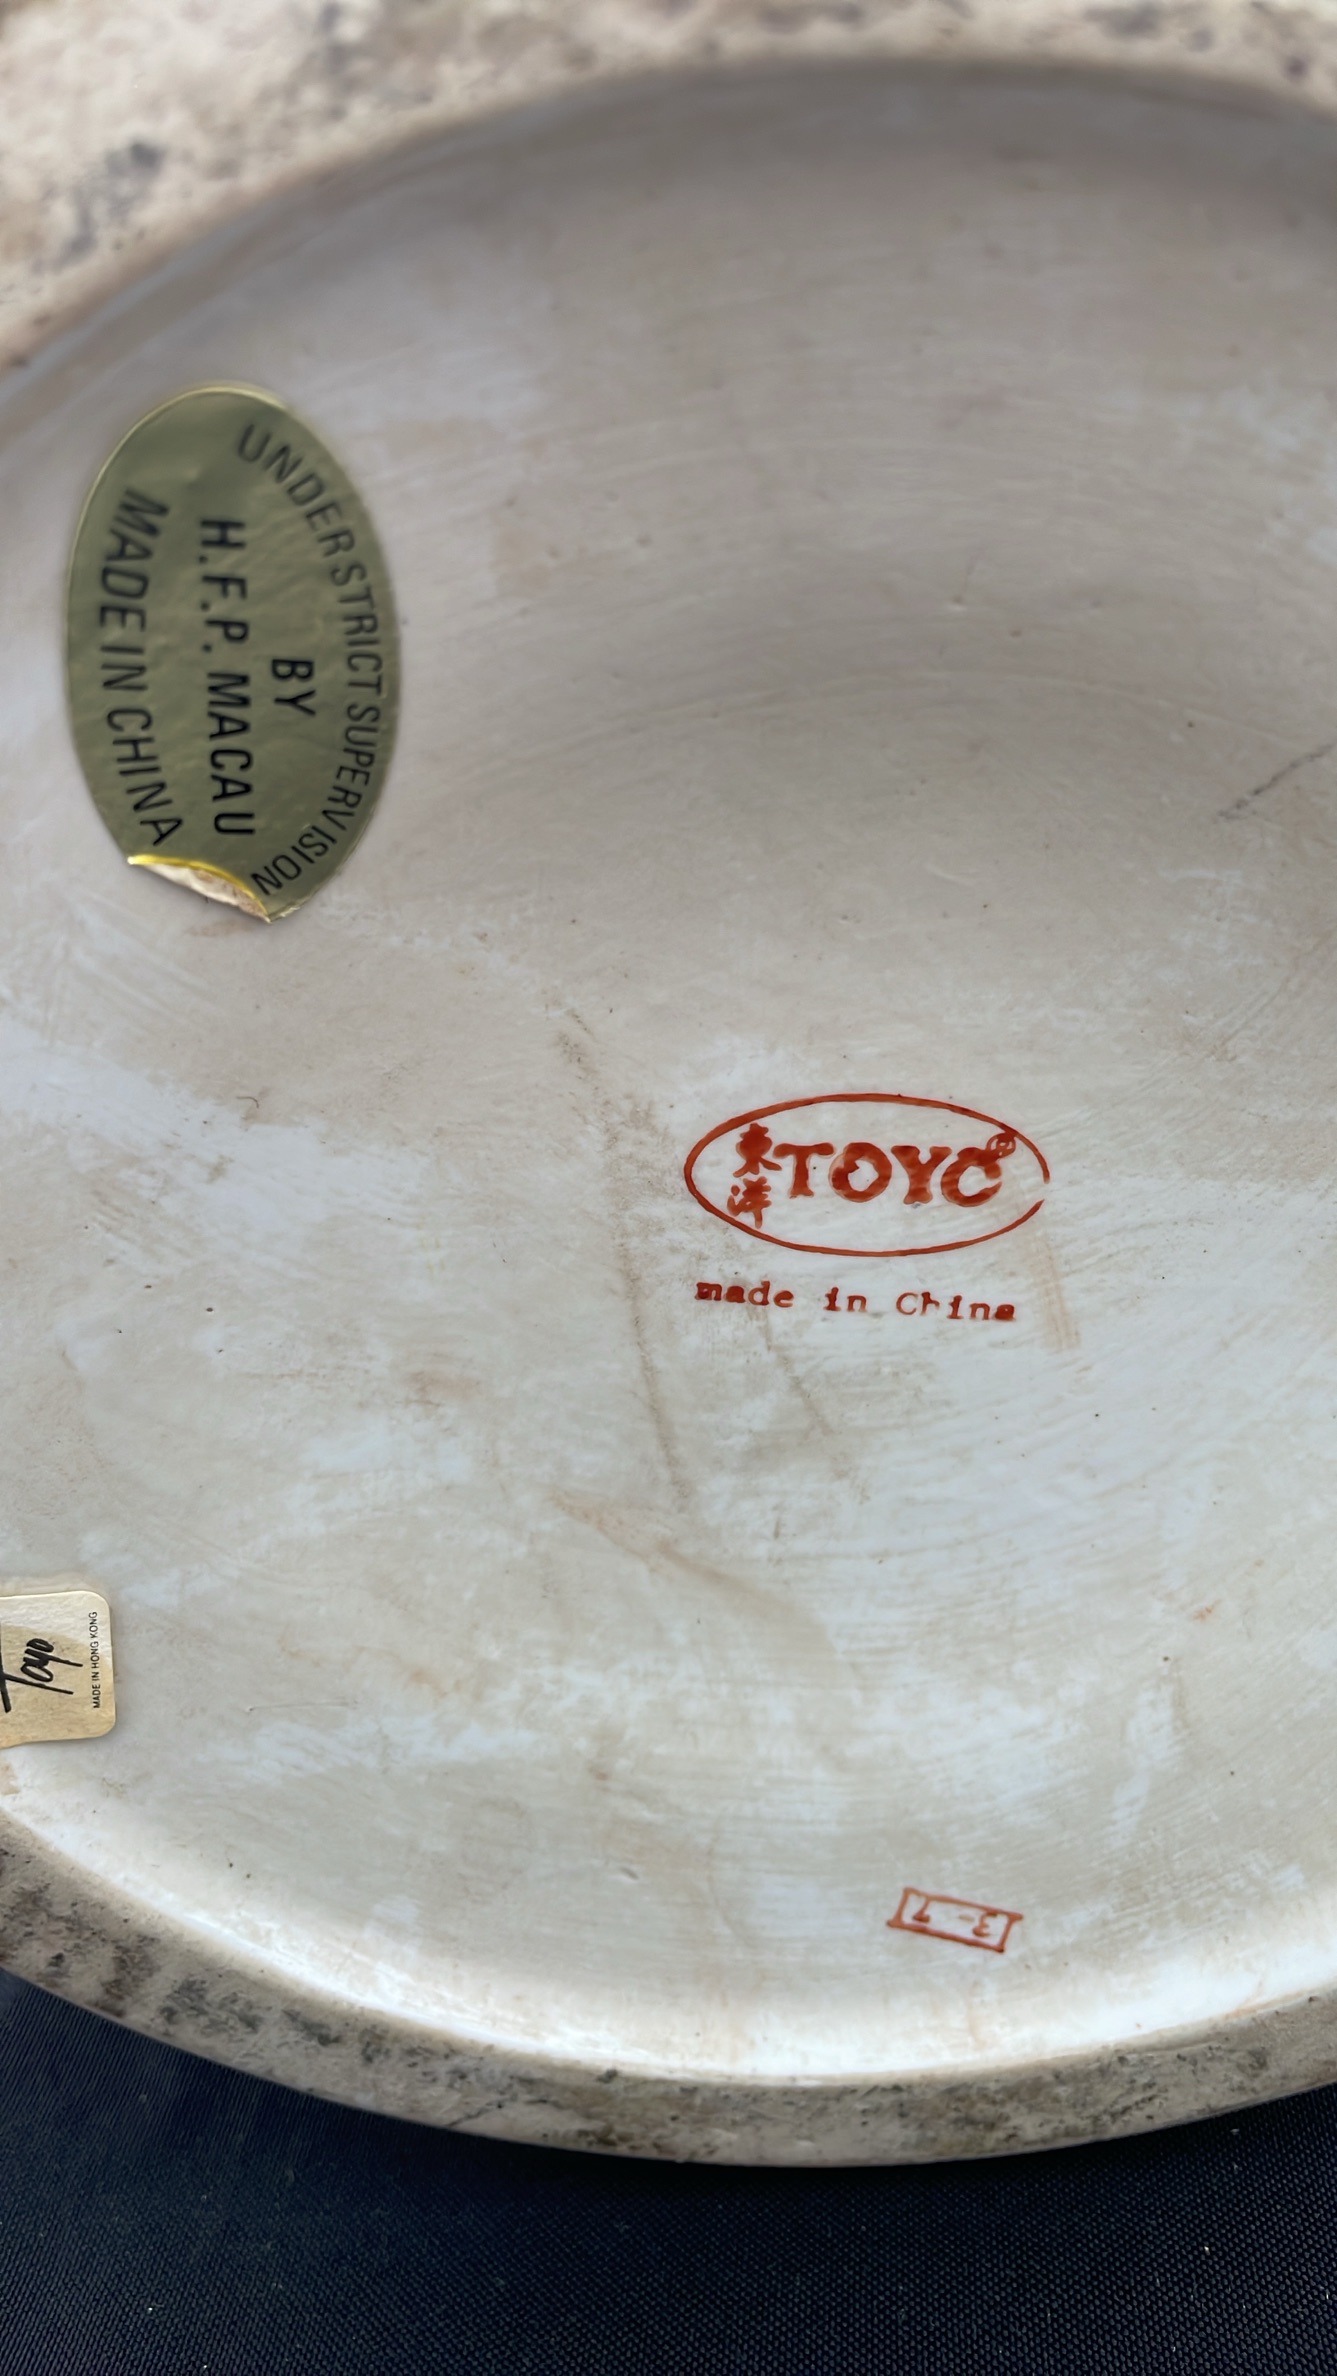 UNDER STRICT SUPERVISION
BY
H.F.P. MACAU
MADE IN CHINA
東洋 TOYO
made in China
Toyo
MADE IN HONG KONG
3-7